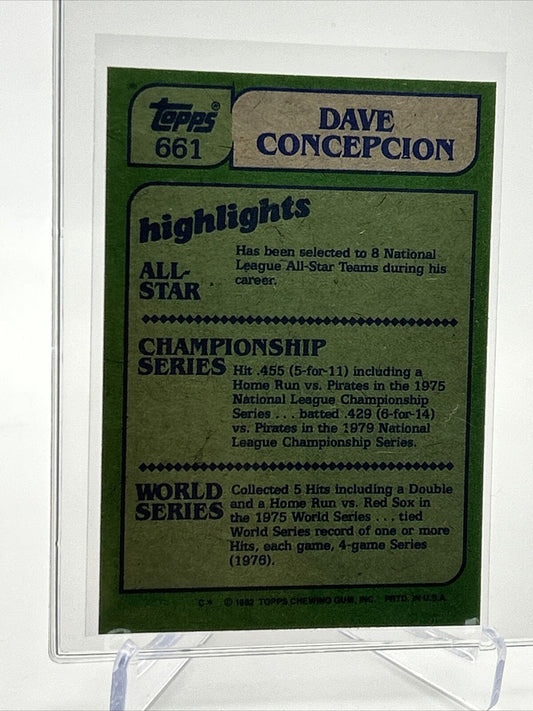 Topps®
661
DAVE
CONCEPCION
highlights
ALL-
STAR
Has been selected to 8 National
League All-Star Teams during his
career.
CHAMPIONSHIP
SERIES
Hit .455 (5-for-11) including a
Home Run vs. Pirates in the 1975
National League Championship
Series . . . batted .429 (6-for-14)
vs. Pirates in the 1979 National
League Championship Series.
WORLD
SERIES
Collected 5 Hits including a Double
and a Home Run vs. Red Sox in
the 1975 World Series . . . tied
World Series record of one or more
Hits, each game, 4-game Series
(1976).
C* © 1982 TOPPS CHEWING GUM, INC. PRTD. IN U.S.A.